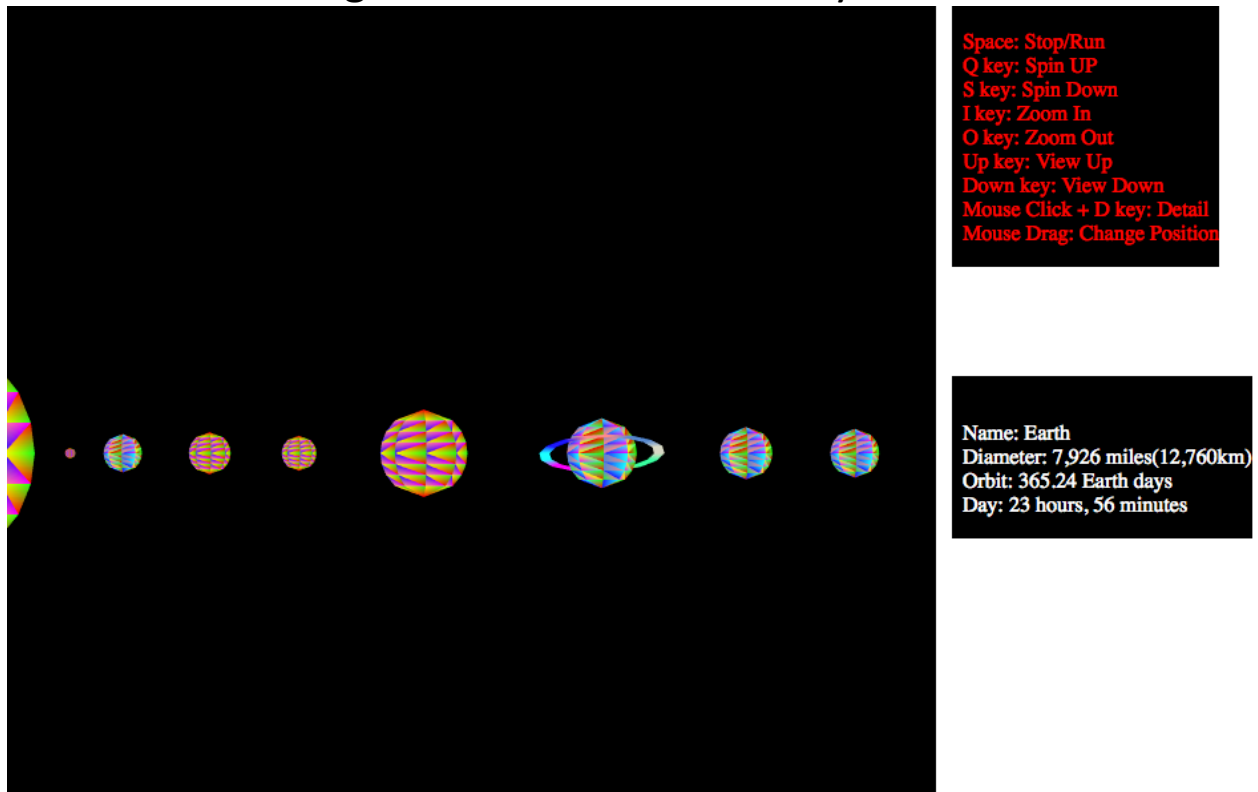 Space: Stop/Run
Q key: Spin UP
S key: Spin Down
I key: Zoom In
O key: Zoom Out
Up key: View Up
Down key: View Down
Mouse Click + D key: Detail
Mouse Drag: Change Position
Name: Earth
Diameter: 7,926 miles(12,760km)
Orbit: 365.24 Earth days
Day: 23 hours, 56 minutes